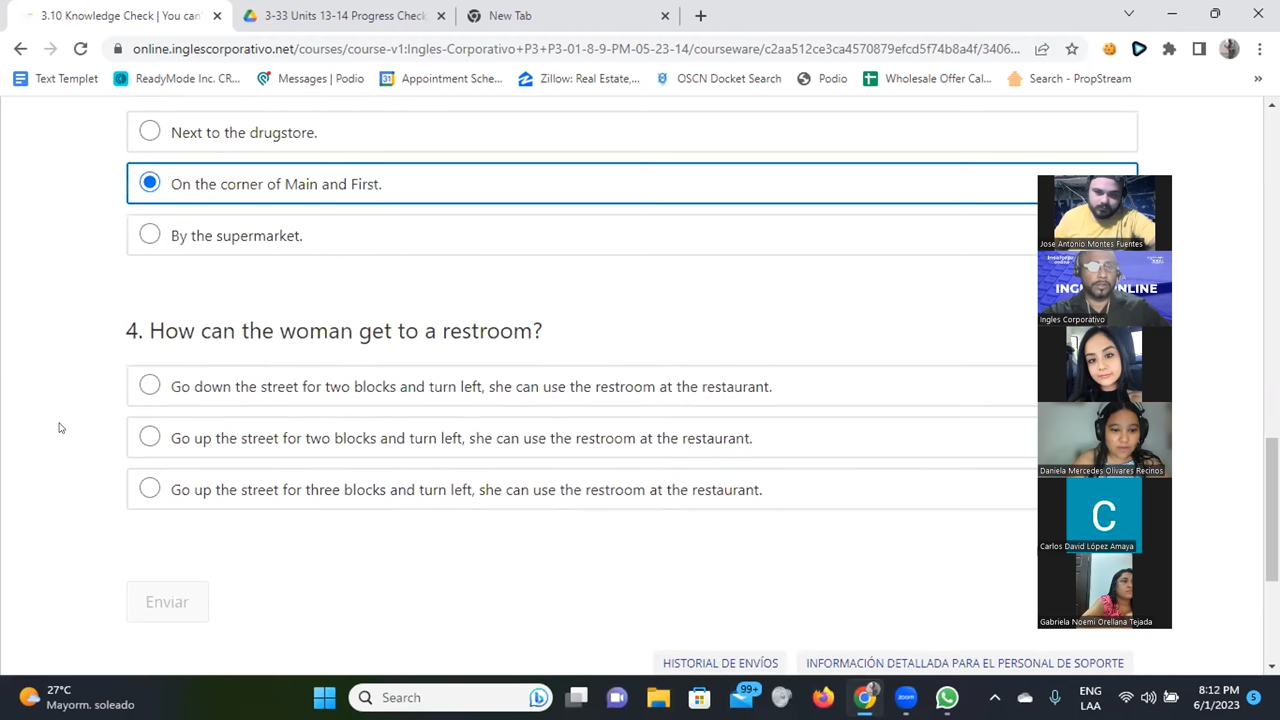 3.10 Knowledge Check | You can'
3-33 Units 13-14 Progress Check
New Tab
online.inglescorporativo.net/courses/course-v1:Ingles-Corporativo+P3+P3-01-8-9-PM-05-23-14/courseware/c2aa512ce3ca4570879efcd5f74b8a4f/3406...
Text Templet
ReadyMode Inc. CR...
Messages | Podio
Appointment Sche...
Zillow: Real Estate,...
OSCN Docket Search
Podio
Wholesale Offer Cal...
Search - PropStream
Next to the drugstore.
On the corner of Main and First.
By the supermarket.
4. How can the woman get to a restroom?
Go down the street for two blocks and turn left, she can use the restroom at the restaurant.
Go up the street for two blocks and turn left, she can use the restroom at the restaurant.
Go up the street for three blocks and turn left, she can use the restroom at the restaurant.
Enviar
HISTORIAL DE ENVÍOS
INFORMACIÓN DETALLADA PARA EL PERSONAL DE SOPORTE
Jose Antonio Montes Fuentes
Ingles Corporativo
Daniela Mercedes Olivares Recinos
C
Carlos David López Amaya
Gabriela Noemi Orellana Tejada
27°C
Mayorm. soleado
Search
99+
ENG
LAA
8:12 PM
6/1/2023
5